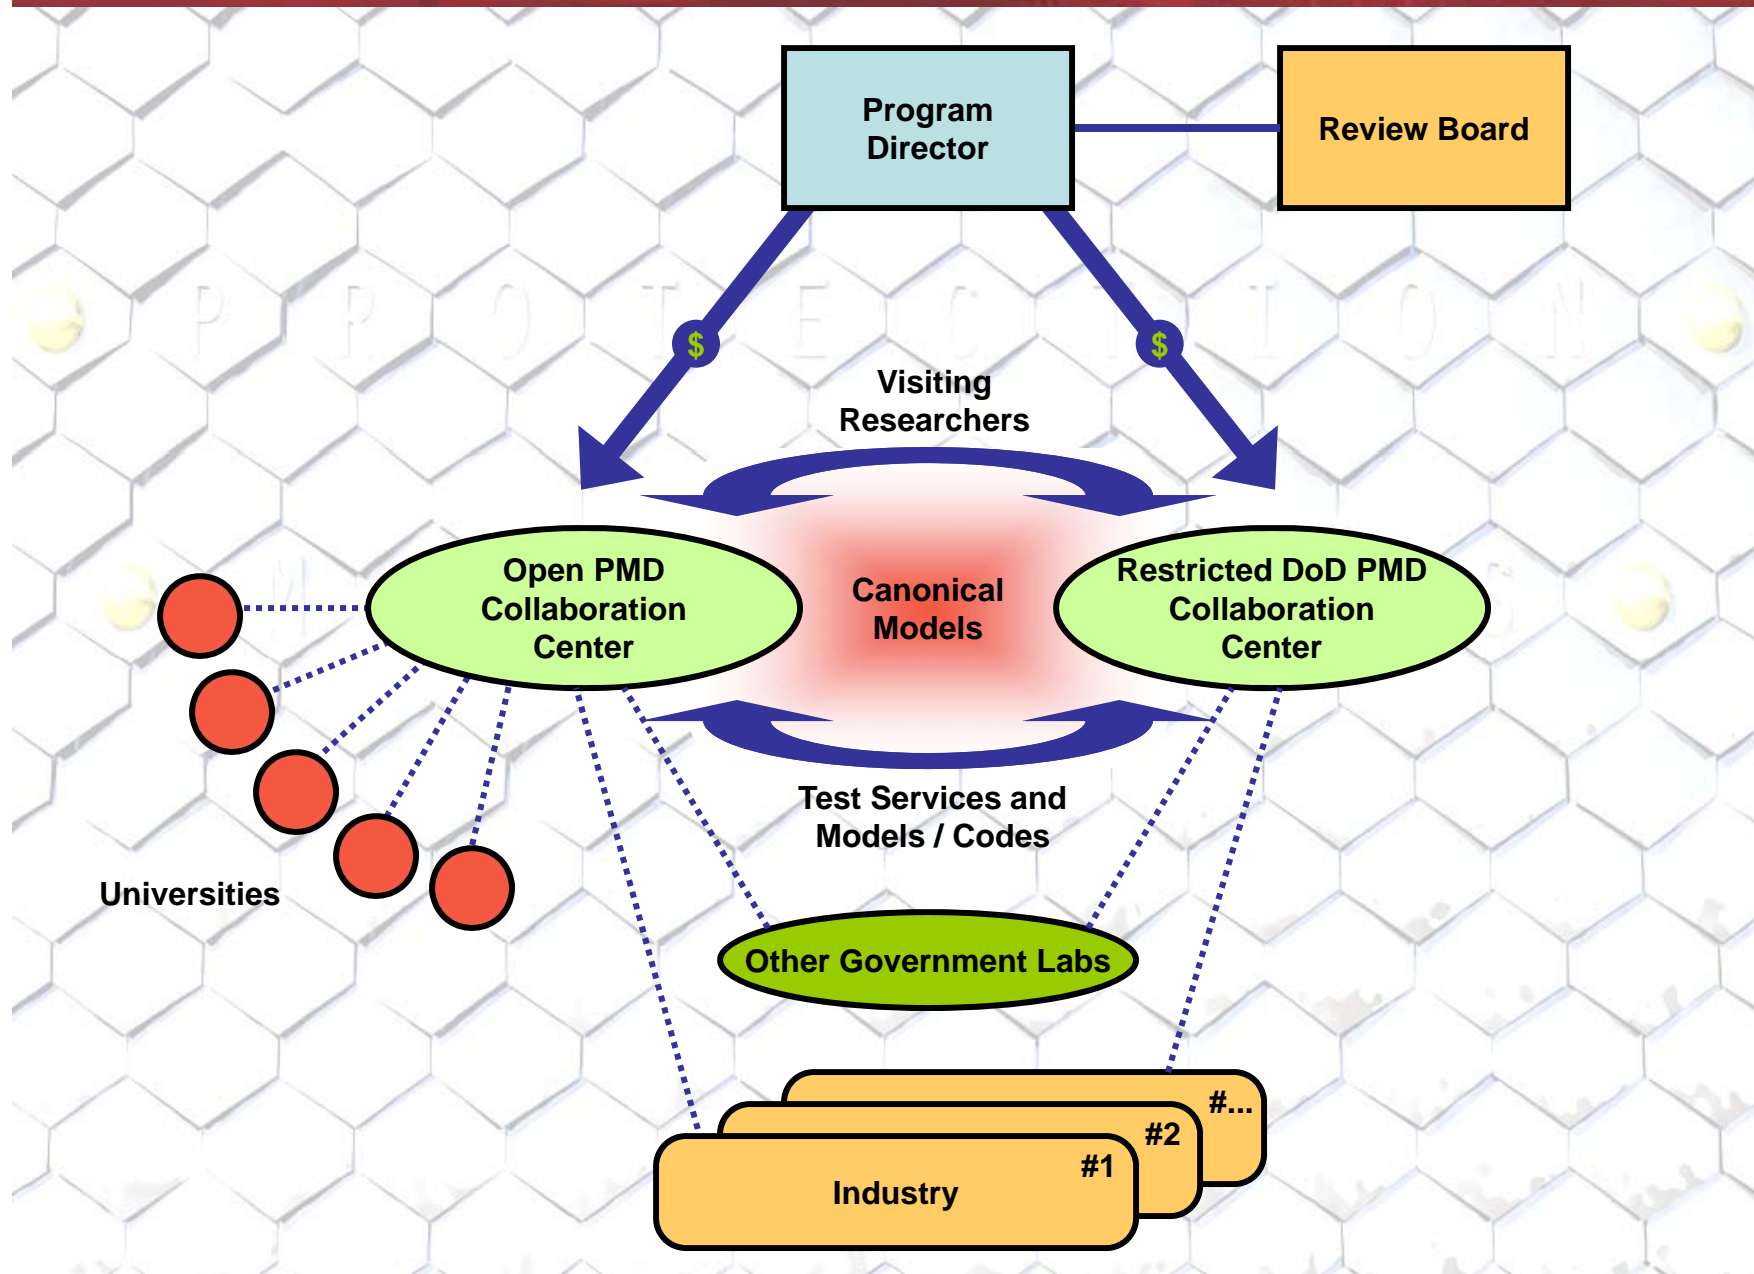 Program
Director
Review Board
$
$
P R O T E C T I O N
Visiting
Researchers
Open PMD
Collaboration
Center
Canonical
Models
Restricted DoD PMD
Collaboration
Center
Test Services and
Models / Codes
Universities
Other Government Labs
#...
#2
#1
Industry